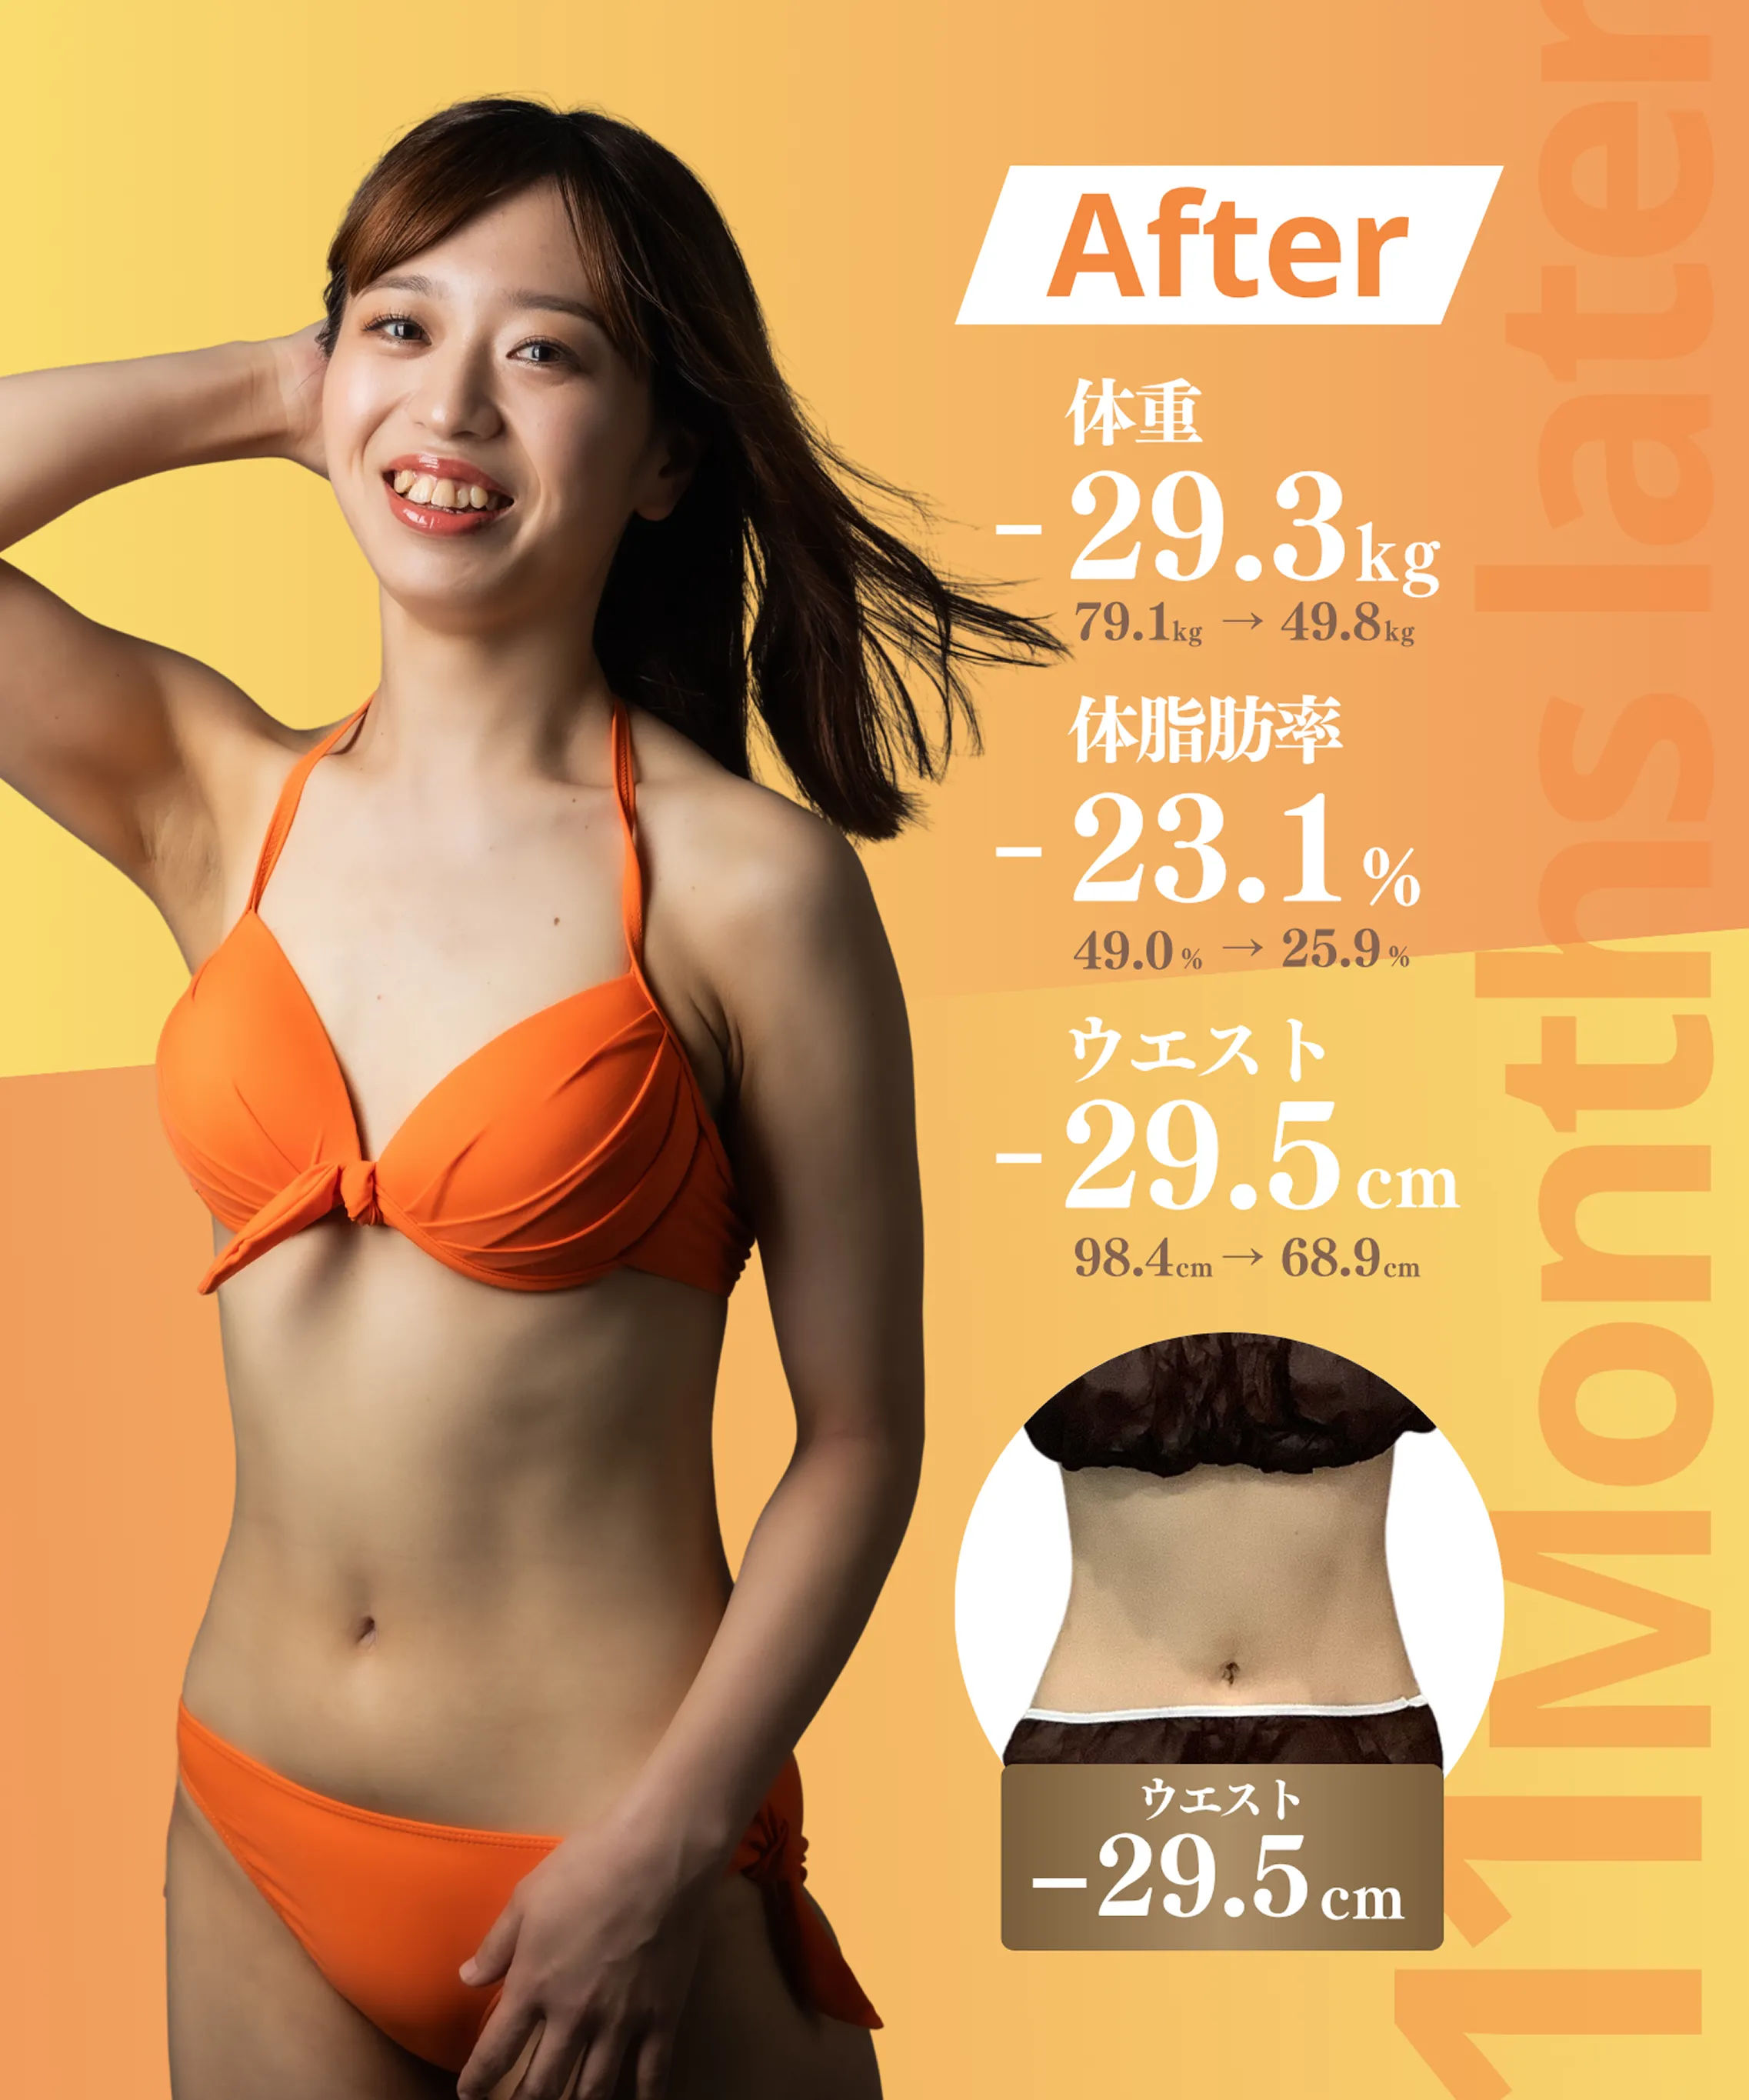 After
体重
-29.3kg
79.1kg → 49.8kg
体脂肪率
-23.1%
49.0% → 25.9%
ウエスト
-29.5cm
98.4cm → 68.9cm
ウエスト
-29.5cm
11Months later